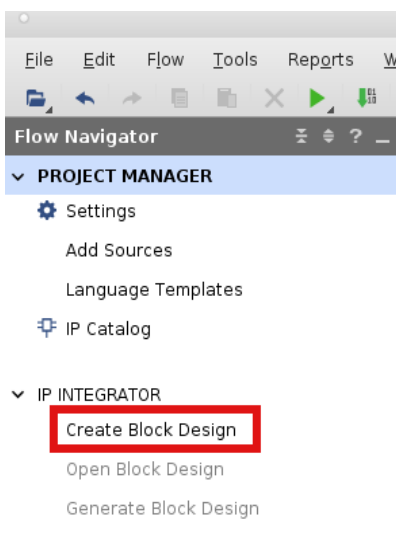 File Edit Flow Tools Reports W
Flow Navigator ?
PROJECT MANAGER
Settings
Add Sources
Language Templates
IP Catalog
IP INTEGRATOR
Create Block Design
Open Block Design
Generate Block Design